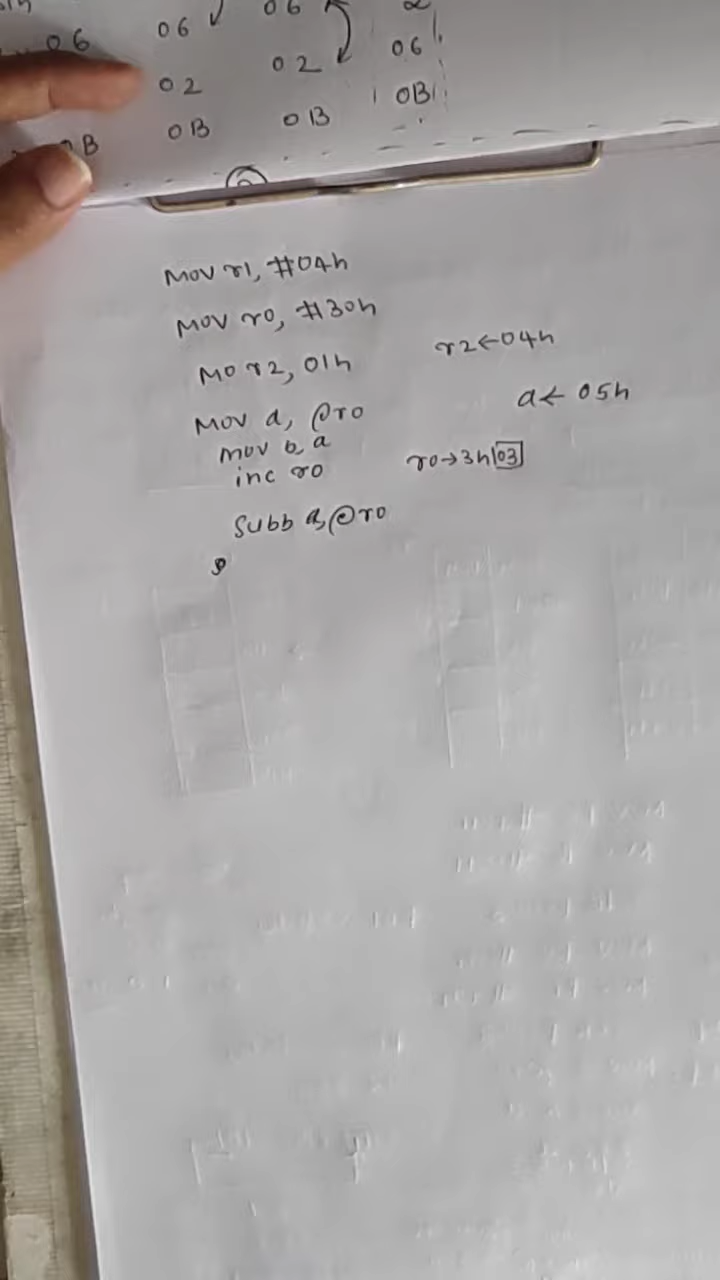 06 06 06
02 02 06
0B 0B 0B 0B
Mov r1, #04h
Mov r0, #30h
Mo r2, 01h r2←04h
Mov a, @r0 a← 05h
mov b, a
inc r0 r0→3h 03
Subb a, @r0